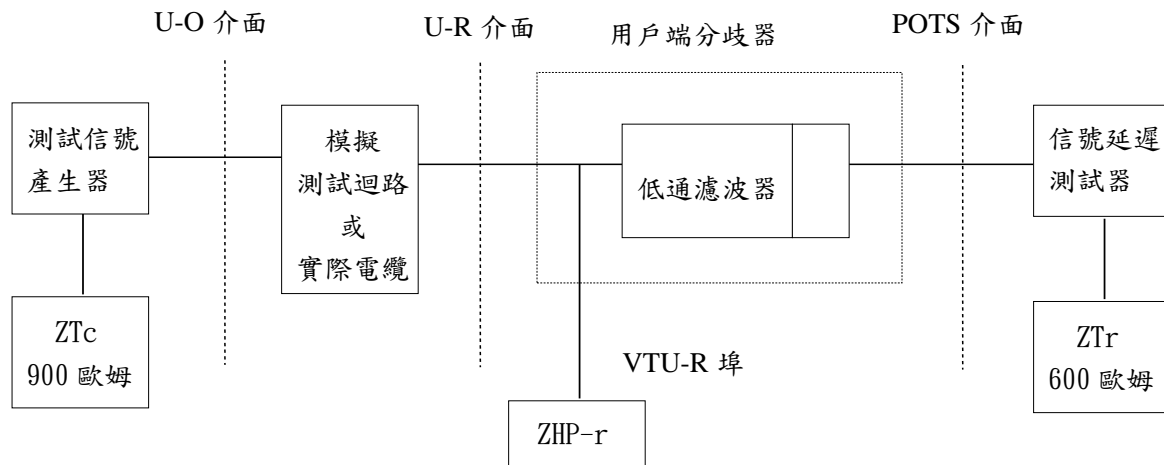 U-O 介面
U-R 介面
用戶端分歧器
POTS 介面
測試信號
產生器
模擬
測試迴路
或
實際電纜
低通濾波器
信號延遲
測試器
ZTc
900 歐姆
VTU-R 埠
ZHP-r
ZTr
600 歐姆